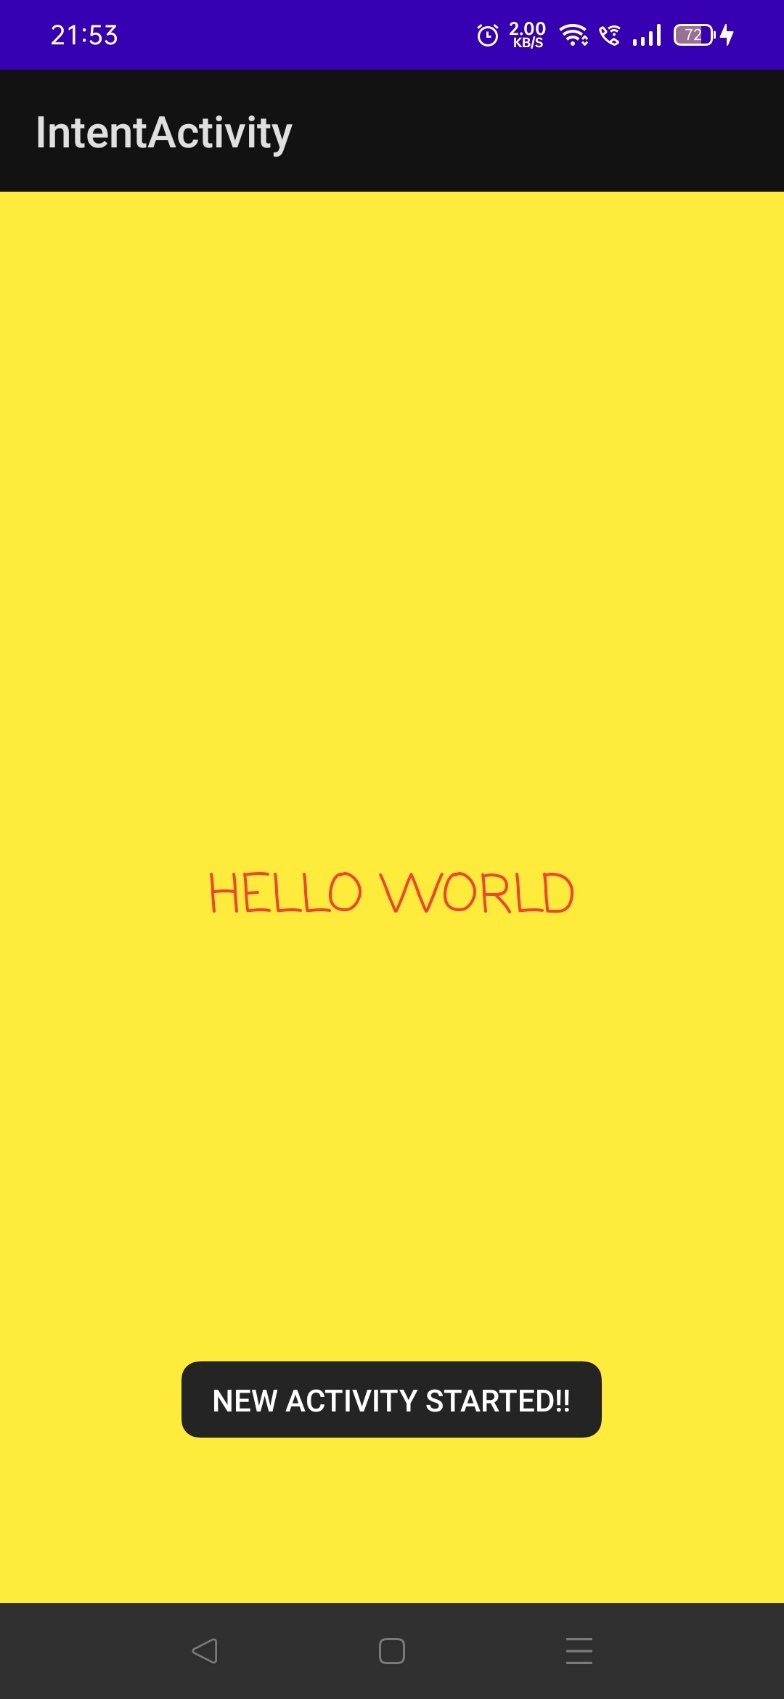 21:53
2.00
KB/S
72
IntentActivity
HELLO WORLD
NEW ACTIVITY STARTED!!